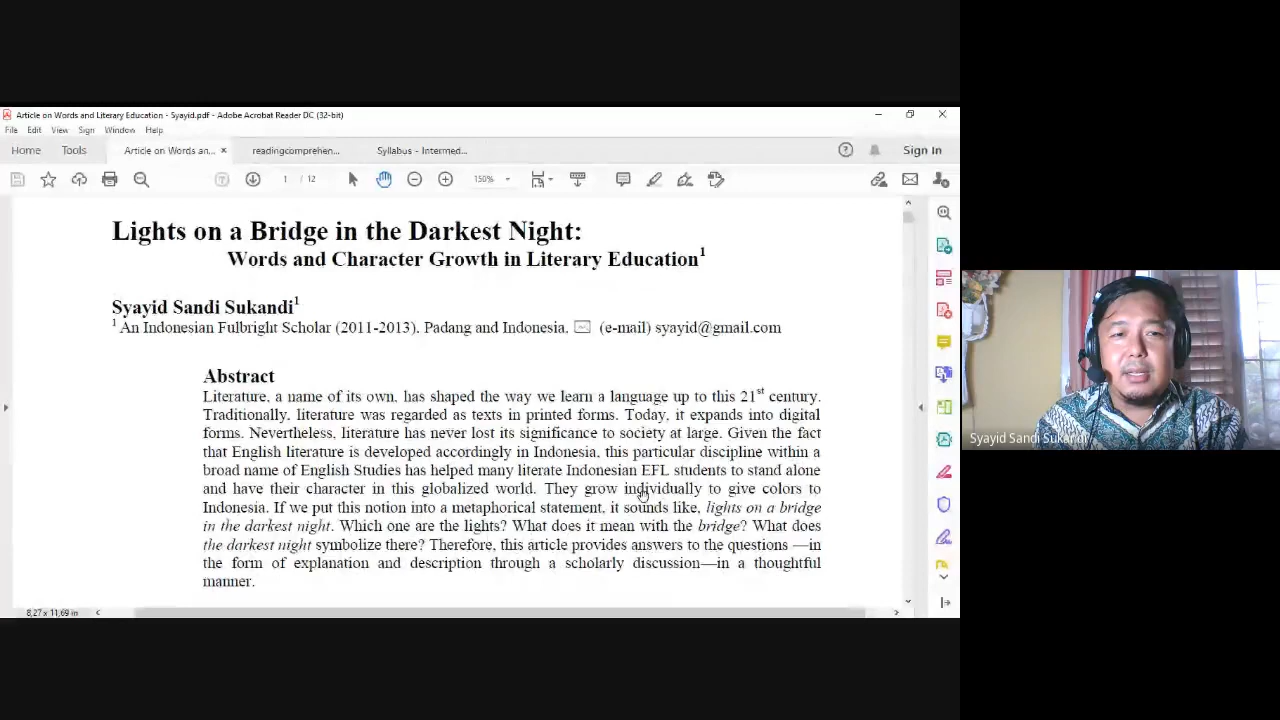 Article on Words and Literary Education - Syayid.pdf - Adobe Acrobat Reader DC (32-bit)
File Edit View Sign Window Help
Home Tools Article on Words an... × readingcomprehen... Syllabus - Intermed... Sign In
1 / 12 150%
Lights on a Bridge in the Darkest Night:
Words and Character Growth in Literary Education1
Syayid Sandi Sukandi1
1 An Indonesian Fulbright Scholar (2011-2013). Padang and Indonesia. (e-mail) syayid@gmail.com
Abstract
Literature, a name of its own, has shaped the way we learn a language up to this 21st century.
Traditionally, literature was regarded as texts in printed forms. Today, it expands into digital
forms. Nevertheless, literature has never lost its significance to society at large. Given the fact
that English literature is developed accordingly in Indonesia, this particular discipline within a
broad name of English Studies has helped many literate Indonesian EFL students to stand alone
and have their character in this globalized world. They grow individually to give colors to
Indonesia. If we put this notion into a metaphorical statement, it sounds like, lights on a bridge
in the darkest night. Which one are the lights? What does it mean with the bridge? What does
the darkest night symbolize there? Therefore, this article provides answers to the questions —in
the form of explanation and description through a scholarly discussion—in a thoughtful
manner.
8,27 x 11,69 in
Syayid Sandi Sukandi